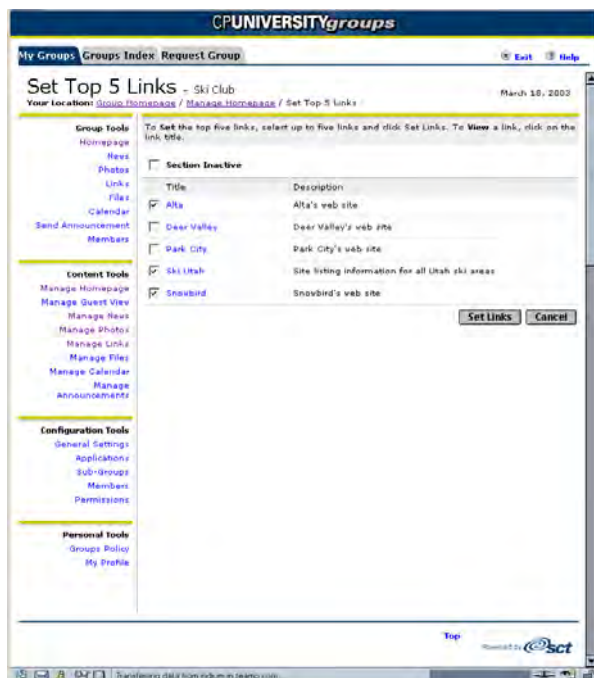 CPUNIVERSITYgroups
My Groups Groups Index Request Group Exit Help
Set Top 5 Links - Ski Club
March 18, 2003
Your Location: Group Homepage / Manage Homepage / Set Top 5 Links
Group Tools
Homepage
News
Photos
Links
Files
Calendar
Send Announcement
Members
Content Tools
Manage Homepage
Manage Guest View
Manage News
Manage Photos
Manage Links
Manage Files
Manage Calendar
Manage
Announcements
Configuration Tools
General Settings
Applications
Sub-Groups
Members
Permissions
Personal Tools
Groups Policy
My Profile
To Set the top five links, select up to five links and click Set Links. To View a link, click on the
link title.
Section Inactive
Title Description
Alta Alta's web site
Deer Valley Deer Valley's web site
Park City Park City's web site
Ski Utah Site listing information for all Utah ski areas
Snowbird Snowbird's web site
Set Links Cancel
Top
Powered by sct
Transferring data from